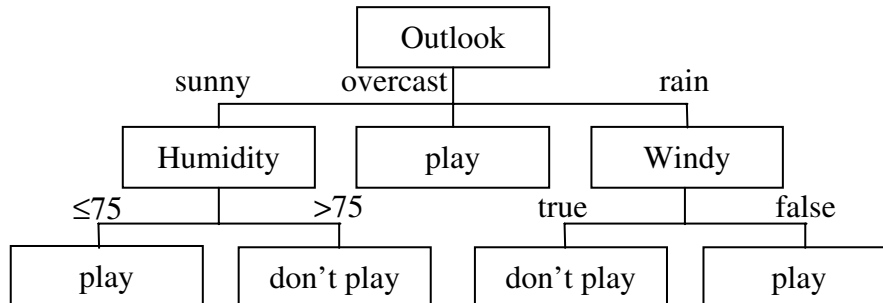 Outlook
sunny overcast rain
Humidity play Windy
≤75 >75 true false
play don't play don't play play